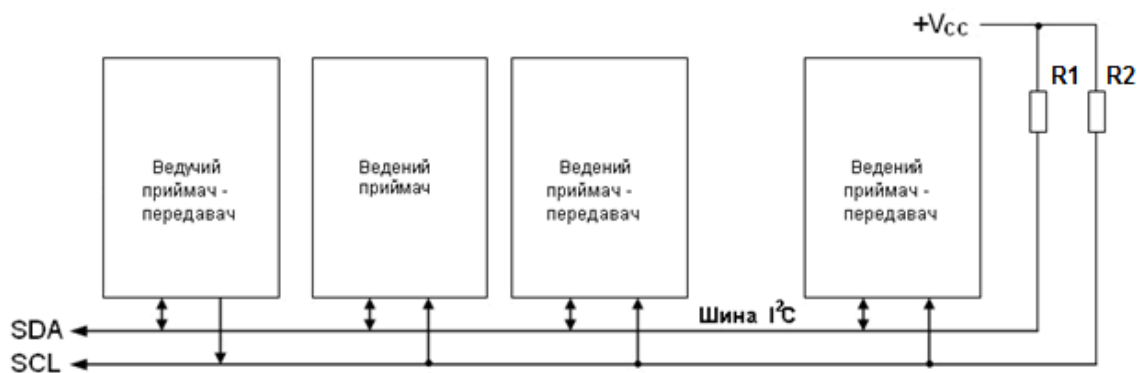 +Vcc
R1 R2
Ведучий
приймач -
передавач
Ведений
приймач
Ведений
приймач -
передавач
Ведений
приймач -
передавач
Шина I²C
SDA
SCL